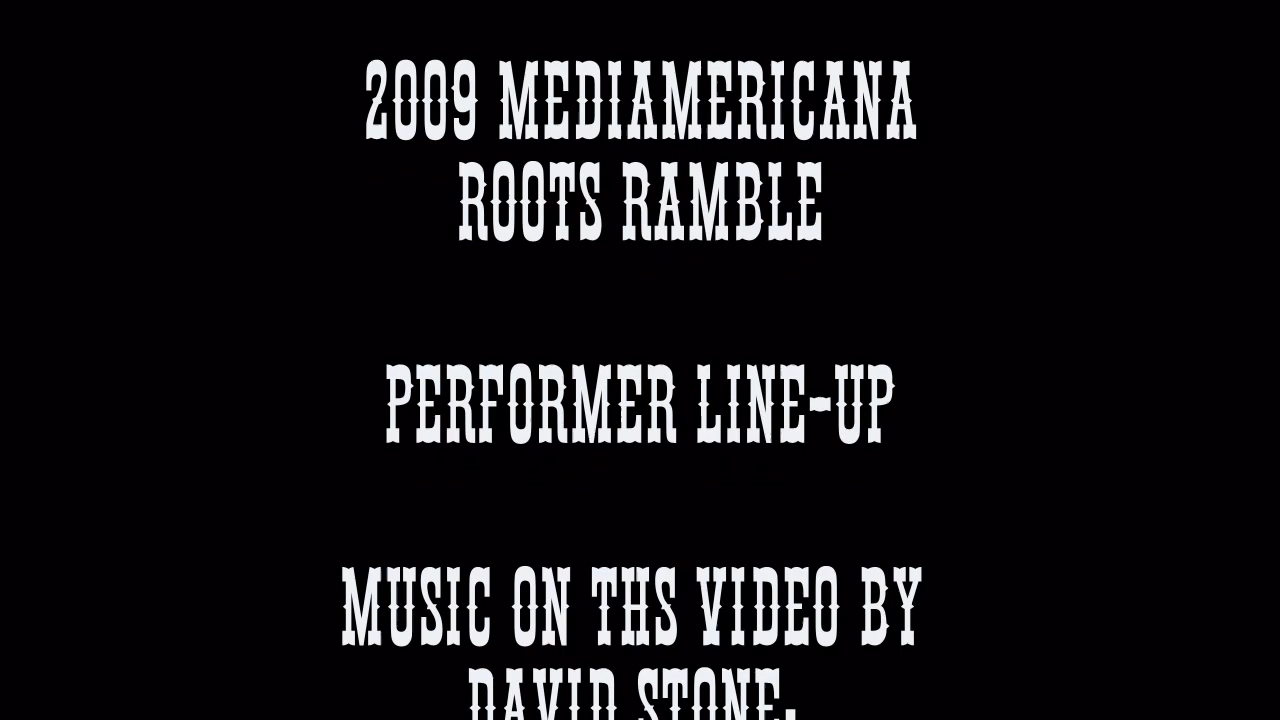 2009 MEDIAMERICANA
ROOTS RAMBLE
PERFORMER LINE-UP
MUSIC ON THS VIDEO BY
DAVID STONE.